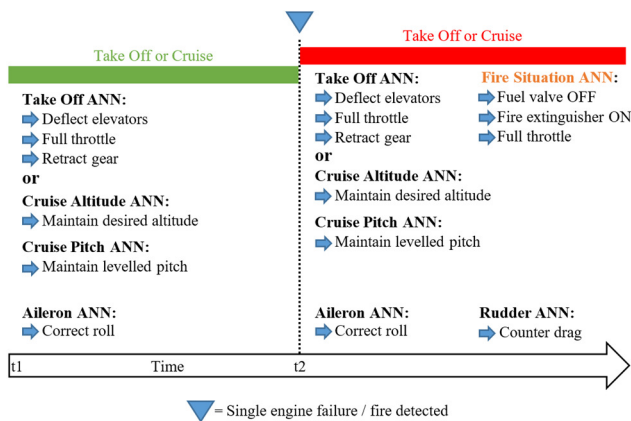 Take Off or Cruise
Take Off ANN:
Deflect elevators
Full throttle
Retract gear
or
Cruise Altitude ANN:
Maintain desired altitude
Cruise Pitch ANN:
Maintain levelled pitch
Aileron ANN:
Correct roll
Take Off or Cruise
Take Off ANN:
Deflect elevators
Full throttle
Retract gear
or
Cruise Altitude ANN:
Maintain desired altitude
Cruise Pitch ANN:
Maintain levelled pitch
Aileron ANN:
Correct roll
Fire Situation ANN:
Fuel valve OFF
Fire extinguisher ON
Full throttle
Rudder ANN:
Counter drag
t1 Time t2
= Single engine failure / fire detected